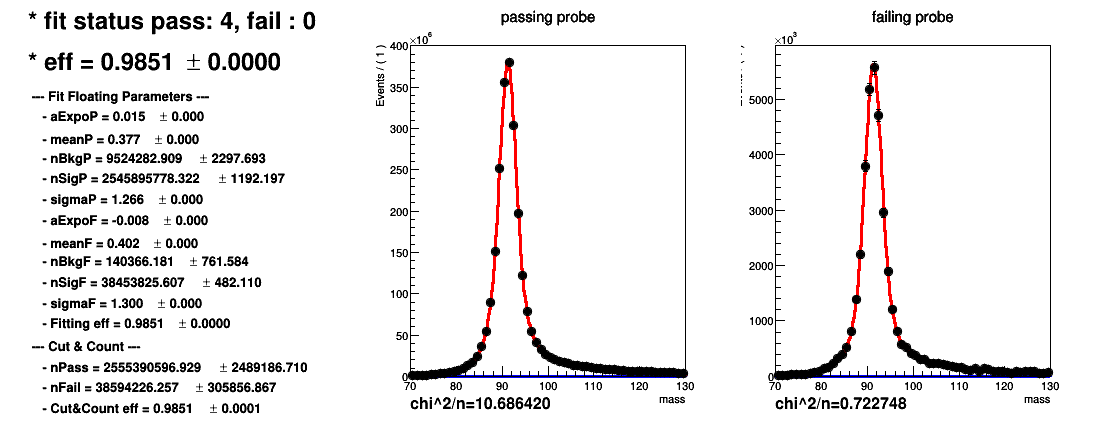 * fit status pass: 4, fail : 0
* eff = 0.9851 ± 0.0000
--- Fit Floating Parameters ---
- aExpoP = 0.015 ± 0.000
- meanP = 0.377 ± 0.000
- nBkgP = 9524282.909 ± 2297.693
- nSigP = 2545895778.322 ± 1192.197
- sigmaP = 1.266 ± 0.000
- aExpoF = -0.008 ± 0.000
- meanF = 0.402 ± 0.000
- nBkgF = 140366.181 ± 761.584
- nSigF = 38453825.607 ± 482.110
- sigmaF = 1.300 ± 0.000
- Fitting eff = 0.9851 ± 0.0000
--- Cut & Count ---
- nPass = 2555390596.929 ± 2489186.710
- nFail = 38594226.257 ± 305856.867
- Cut&Count eff = 0.9851 ± 0.0001
passing probe
×10^6
Events / ( 1 )
400
350
300
250
200
150
100
50
0
70 80 90 100 110 120 130
mass
chi^2/n=10.686420
failing probe
×10^3
5000
4000
3000
2000
1000
0
70 80 90 100 110 120 130
mass
chi^2/n=0.722748